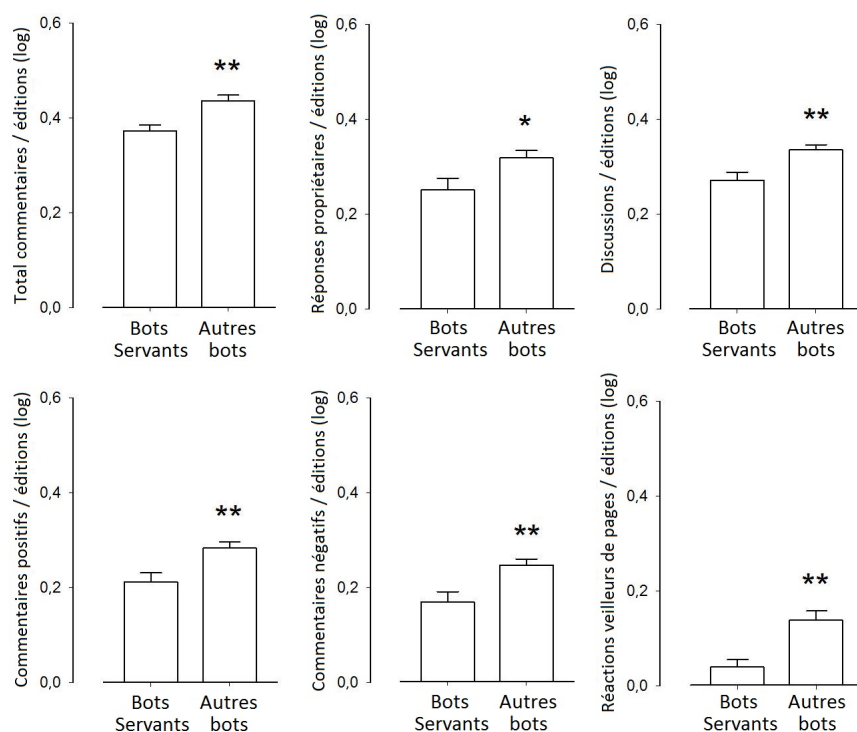 Total commentaires / éditions (log)
0,6
0,4
0,2
0,0
**
Bots
Servants
Autres
bots
Réponses propriétaires / éditions (log)
0,6
0,4
0,2
0,0
*
Bots
Servants
Autres
bots
Discussions / éditions (log)
0,6
0,4
0,2
0,0
**
Bots
Servants
Autres
bots
Commentaires positifs / éditions (log)
0,6
0,4
0,2
0,0
**
Bots
Servants
Autres
bots
Commentaires négatifs / éditions (log)
0,6
0,4
0,2
0,0
**
Bots
Servants
Autres
bots
Réactions veilleurs de pages / éditions (log)
0,6
0,4
0,2
0,0
**
Bots
Servants
Autres
bots